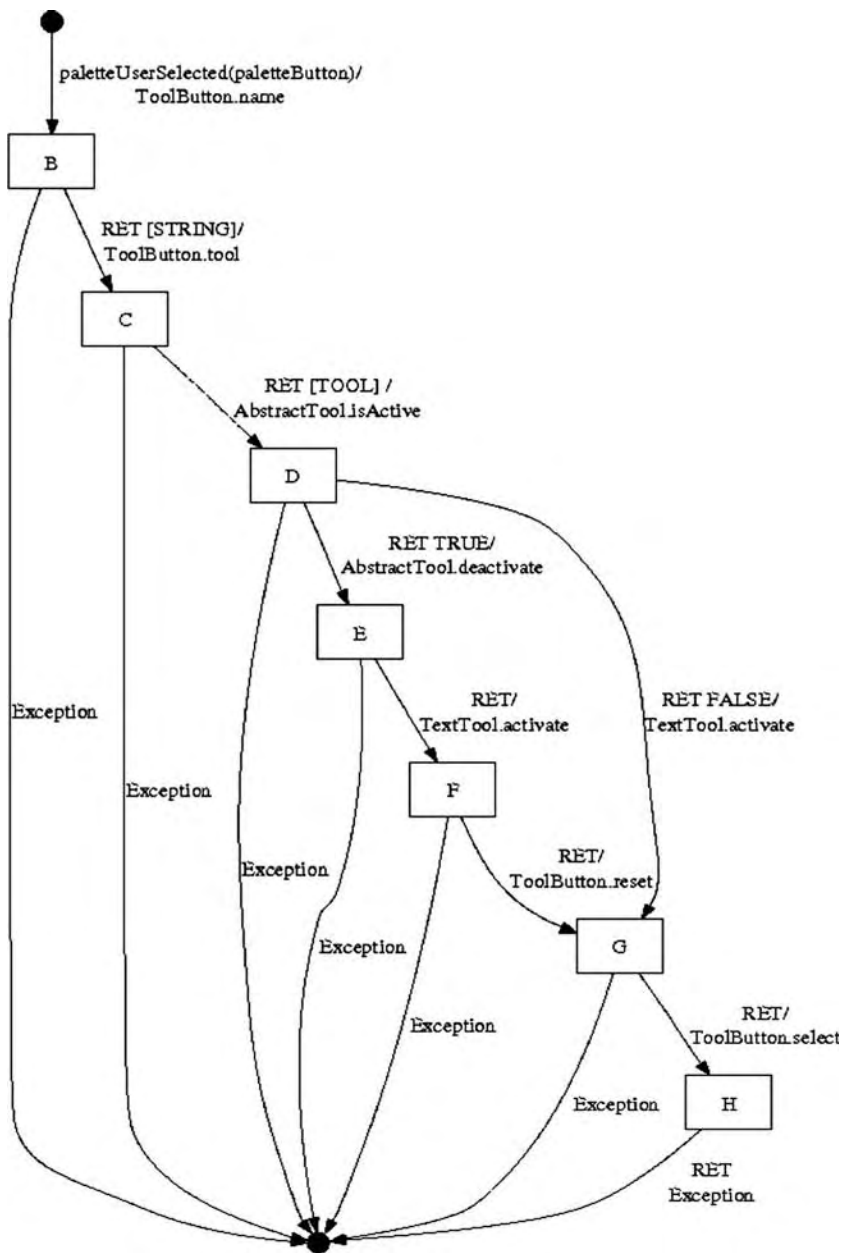 paletteUserSelected(paletteButton)/
ToolButton.name
B
RET [STRING]/
ToolButton.tool
C
RET [TOOL] /
AbstractTool.isActive
D
RET TRUE/
AbstractTool.deactivate
E
Exception
RET/
TextTool.activate
RET FALSE/
TextTool.activate
Exception
F
Exception
RET/
ToolButton.reset
Exception
G
Exception
RET/
ToolButton.select
Exception
H
RET
Exception